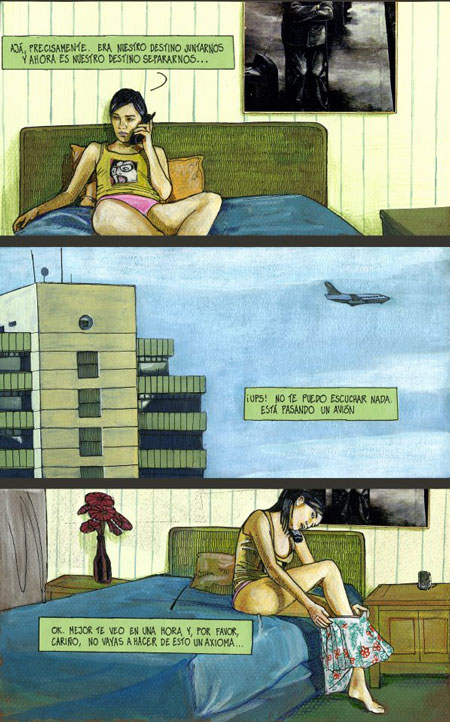 AJÁ, PRECISAMENTE. ERA NUESTRO DESTINO JUNTARNOS
Y AHORA ES NUESTRO DESTINO SEPARARNOS...
¡UPS! NO TE PUEDO ESCUCHAR NADA.
ESTÁ PASANDO UN AVIÓN
OK. MEJOR TE VEO EN UNA HORA Y, POR FAVOR,
CARIÑO, NO VAYAS A HACER DE ESTO UN AXIOMA...